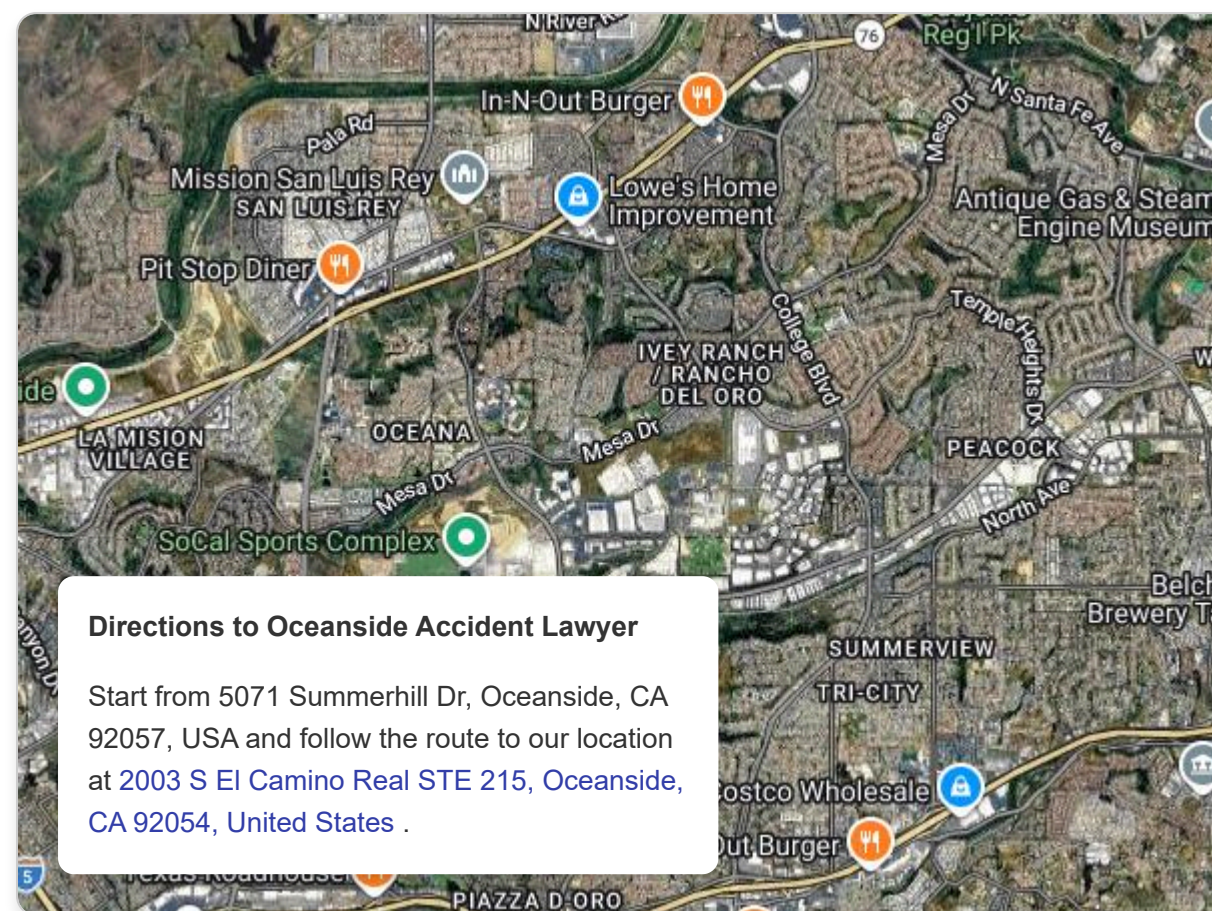 N River
76
Reg'l Pk
In-N-Out Burger
N Santa Fe Ave
Mesa Dr
Pala Rd
Mission San Luis Rey
SAN LUIS REY
Lowe's Home
Improvement
Antique Gas & Steam
Engine Museum
Pit Stop Diner
Temple Heights Dr
College Blvd
IVEY RANCH
/ RANCHO
DEL ORO
ide
LA MISION
VILLAGE
OCEANA
Mesa Dr
PEACOCK
Mesa Dr
North Ave
SoCal Sports Complex
Belch
Brewery T
Directions to Oceanside Accident Lawyer
Start from 5071 Summerhill Dr, Oceanside, CA
92057, USA and follow the route to our location
at 2003 S El Camino Real STE 215, Oceanside,
CA 92054, United States .
SUMMERVIEW
TRI-CITY
Costco Wholesale
Out Burger
5
Texas Roadhouse
PIAZZA D-ORO